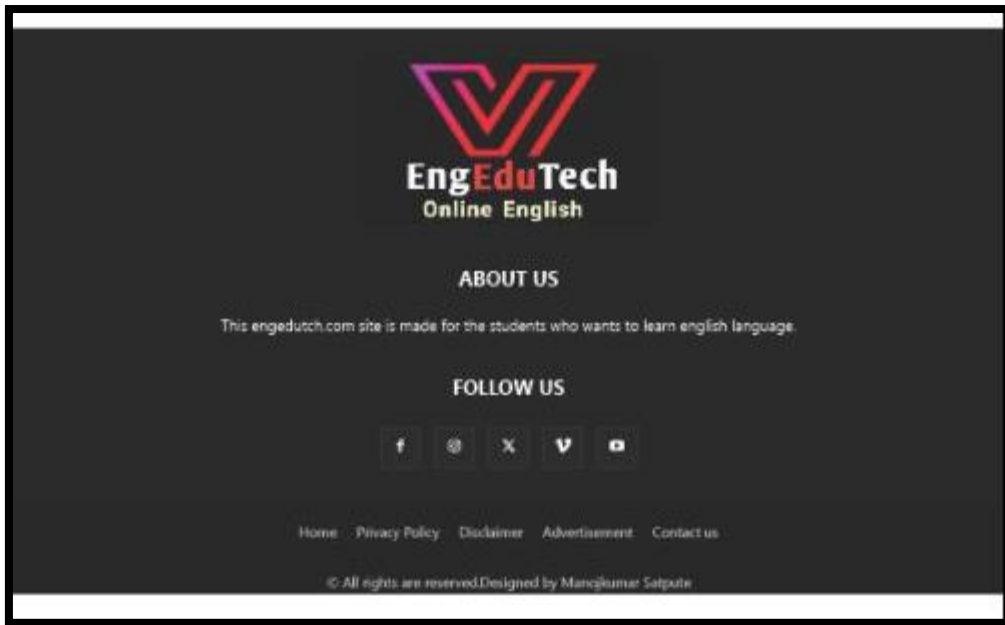 EngEduTech
Online English
ABOUT US
This engedutch.com site is made for the students who wants to learn english language.
FOLLOW US
Home Privacy Policy Disclaimer Advertisement Contact us
© All rights are reserved.Designed by Manojkumar Satpute